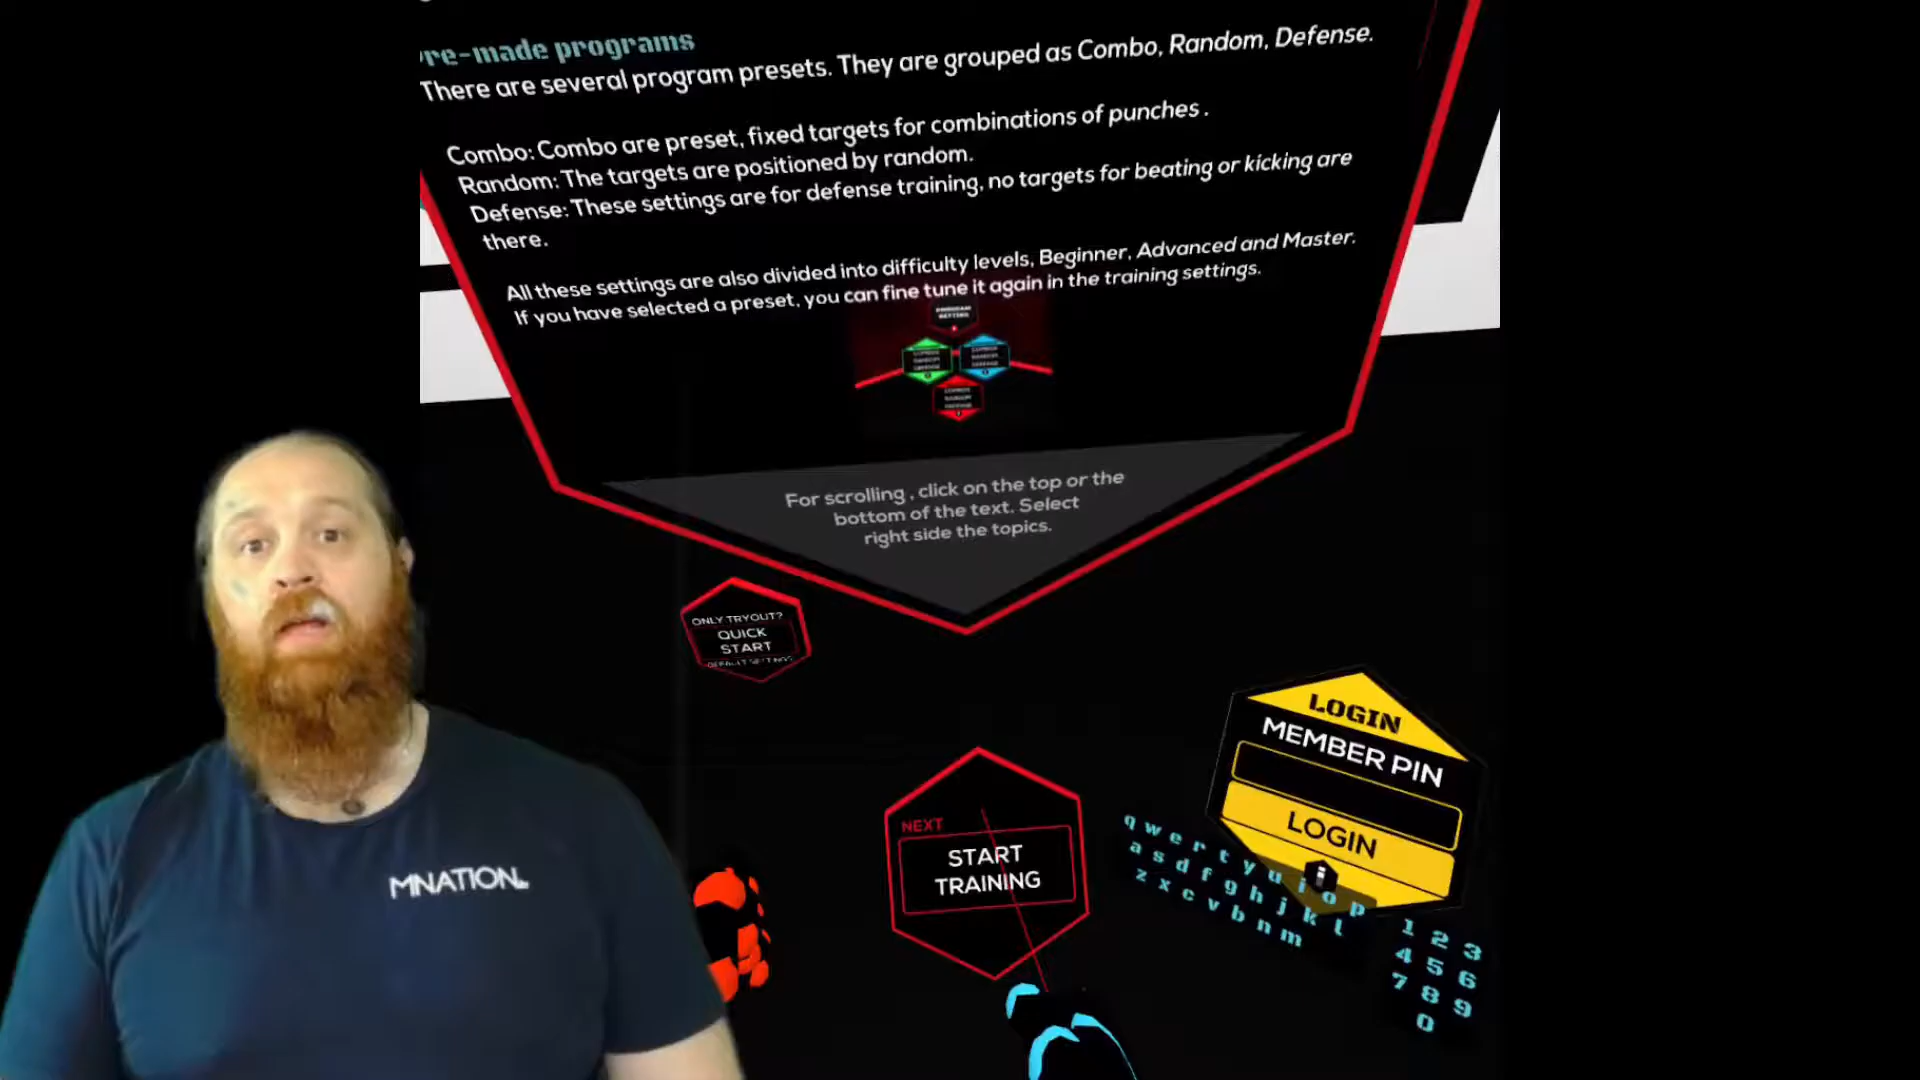 re-made programs
There are several program presets. They are grouped as Combo, Random, Defense.
Combo: Combo are preset, fixed targets for combinations of punches .
Random: The targets are positioned by random.
Defense: These settings are for defense training, no targets for beating or kicking are
there.
All these settings are also divided into difficulty levels, Beginner, Advanced and Master.
If you have selected a preset, you can fine tune it again in the training settings.
For scrolling , click on the top or the
bottom of the text. Select
right side the topics.
ONLY TRYOUT?
QUICK
START
DEFAULT SETTINGS
LOGIN
MEMBER PIN
LOGIN
i
NEXT
START
TRAINING
MNATION
q w e r t y u i o p
a s d f g h j k l
z x c v b n m
1 2 3
4 5 6
7 8 9
0